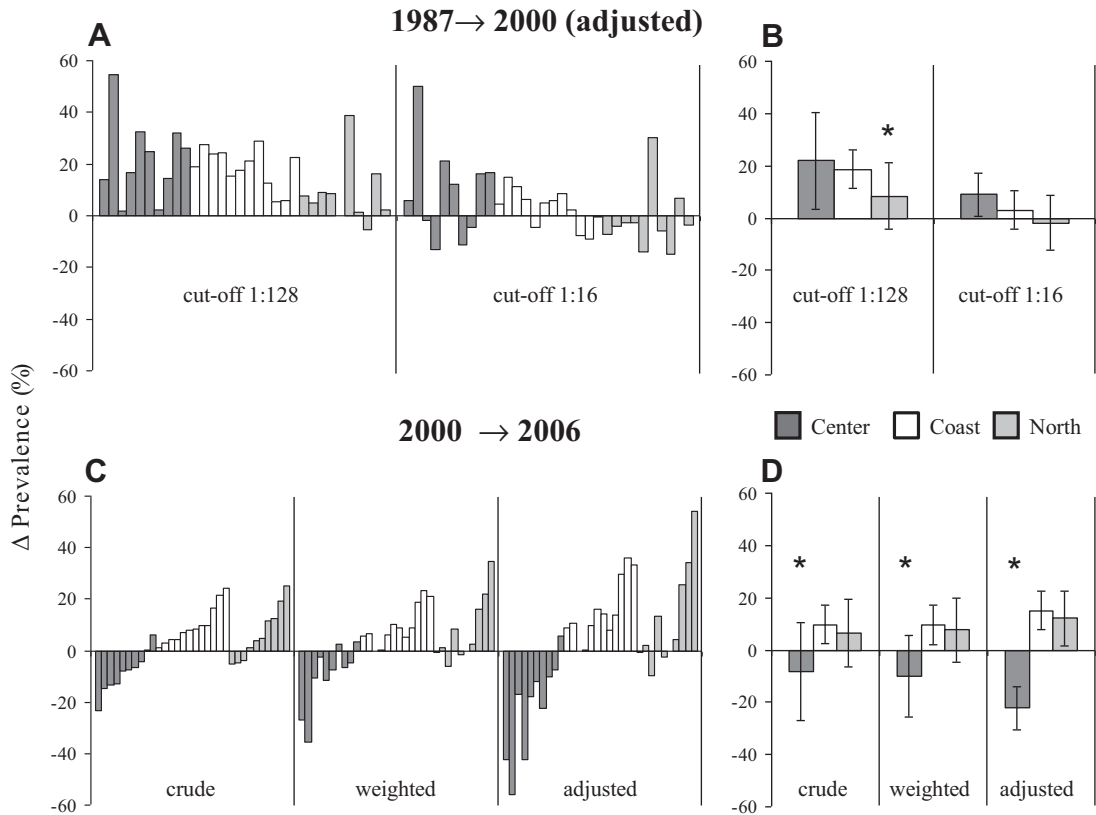 1987→ 2000 (adjusted)
A
B
60
40
20
0
-20
-40
-60
cut-off 1:128
cut-off 1:16
60
40
20
0
-20
-40
-60
cut-off 1:128
cut-off 1:16
Δ Prevalence (%)
2000 → 2006
Center
Coast
North
C
D
60
40
20
0
-20
-40
-60
crude
weighted
adjusted
60
40
20
0
-20
-40
-60
*
*
*
*
crude
weighted
adjusted